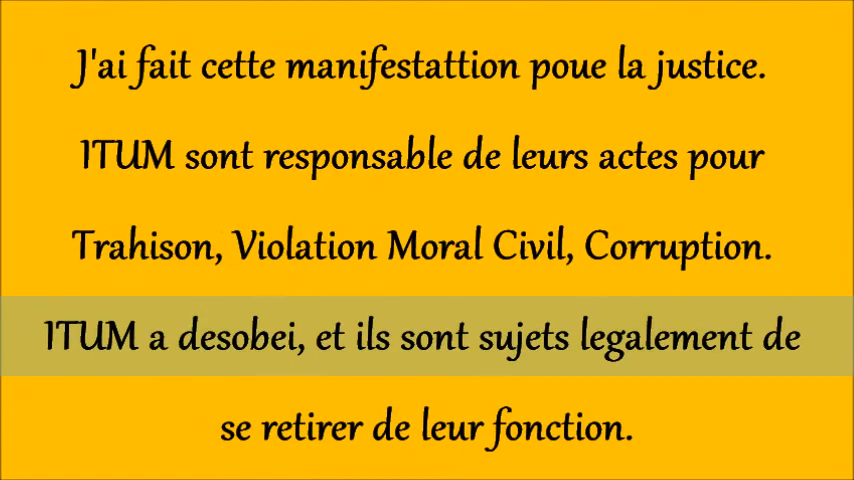 J'ai fait cette manifestattion poue la justice.
ITUM sont responsable de leurs actes pour
Trahison, Violation Moral Civil, Corruption.
ITUM a desobei, et ils sont sujets legalement de
se retirer de leur fonction.